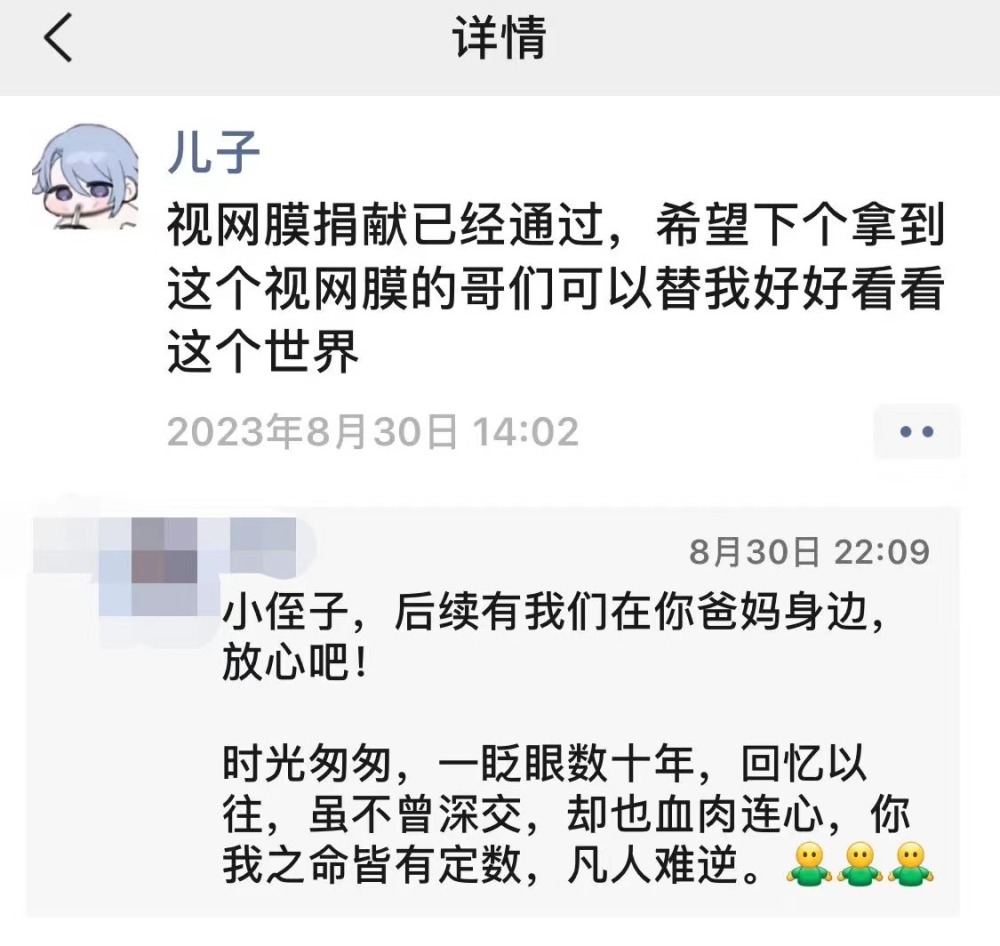 详情
儿子
视网膜捐献已经通过，希望下个拿到
这个视网膜的哥们可以替我好好看看
这个世界
2023年8月30日 14:02
8月30日 22:09
小侄子，后续有我们在你爸妈身边，
放心吧！
时光匆匆，一眨眼数十年，回忆以
往，虽不曾深交，却也血肉连心，你
我之命皆有定数，凡人难逆。